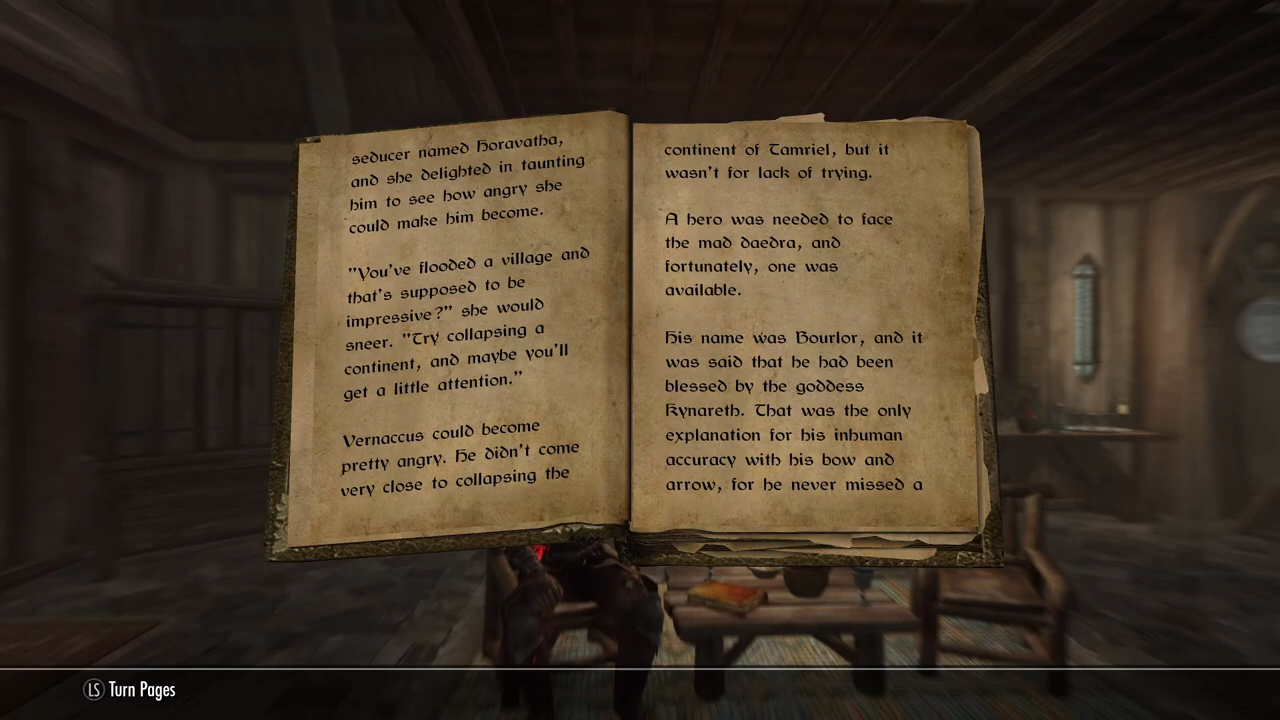 seducer named Horavatha,
and she delighted in taunting
him to see how angry she
could make him become.
"You've flooded a village and
that's supposed to be
impressive?" she would
sneer. "Try collapsing a
continent, and maybe you'll
get a little attention."
Vernaccus could become
pretty angry. He didn't come
very close to collapsing the
continent of Tamriel, but it
wasn't for lack of trying.
A hero was needed to face
the mad daedra, and
fortunately, one was
available.
His name was Bourlor, and it
was said that he had been
blessed by the goddess
Kynareth. That was the only
explanation for his inhuman
accuracy with his bow and
arrow, for he never missed a
LS Turn Pages